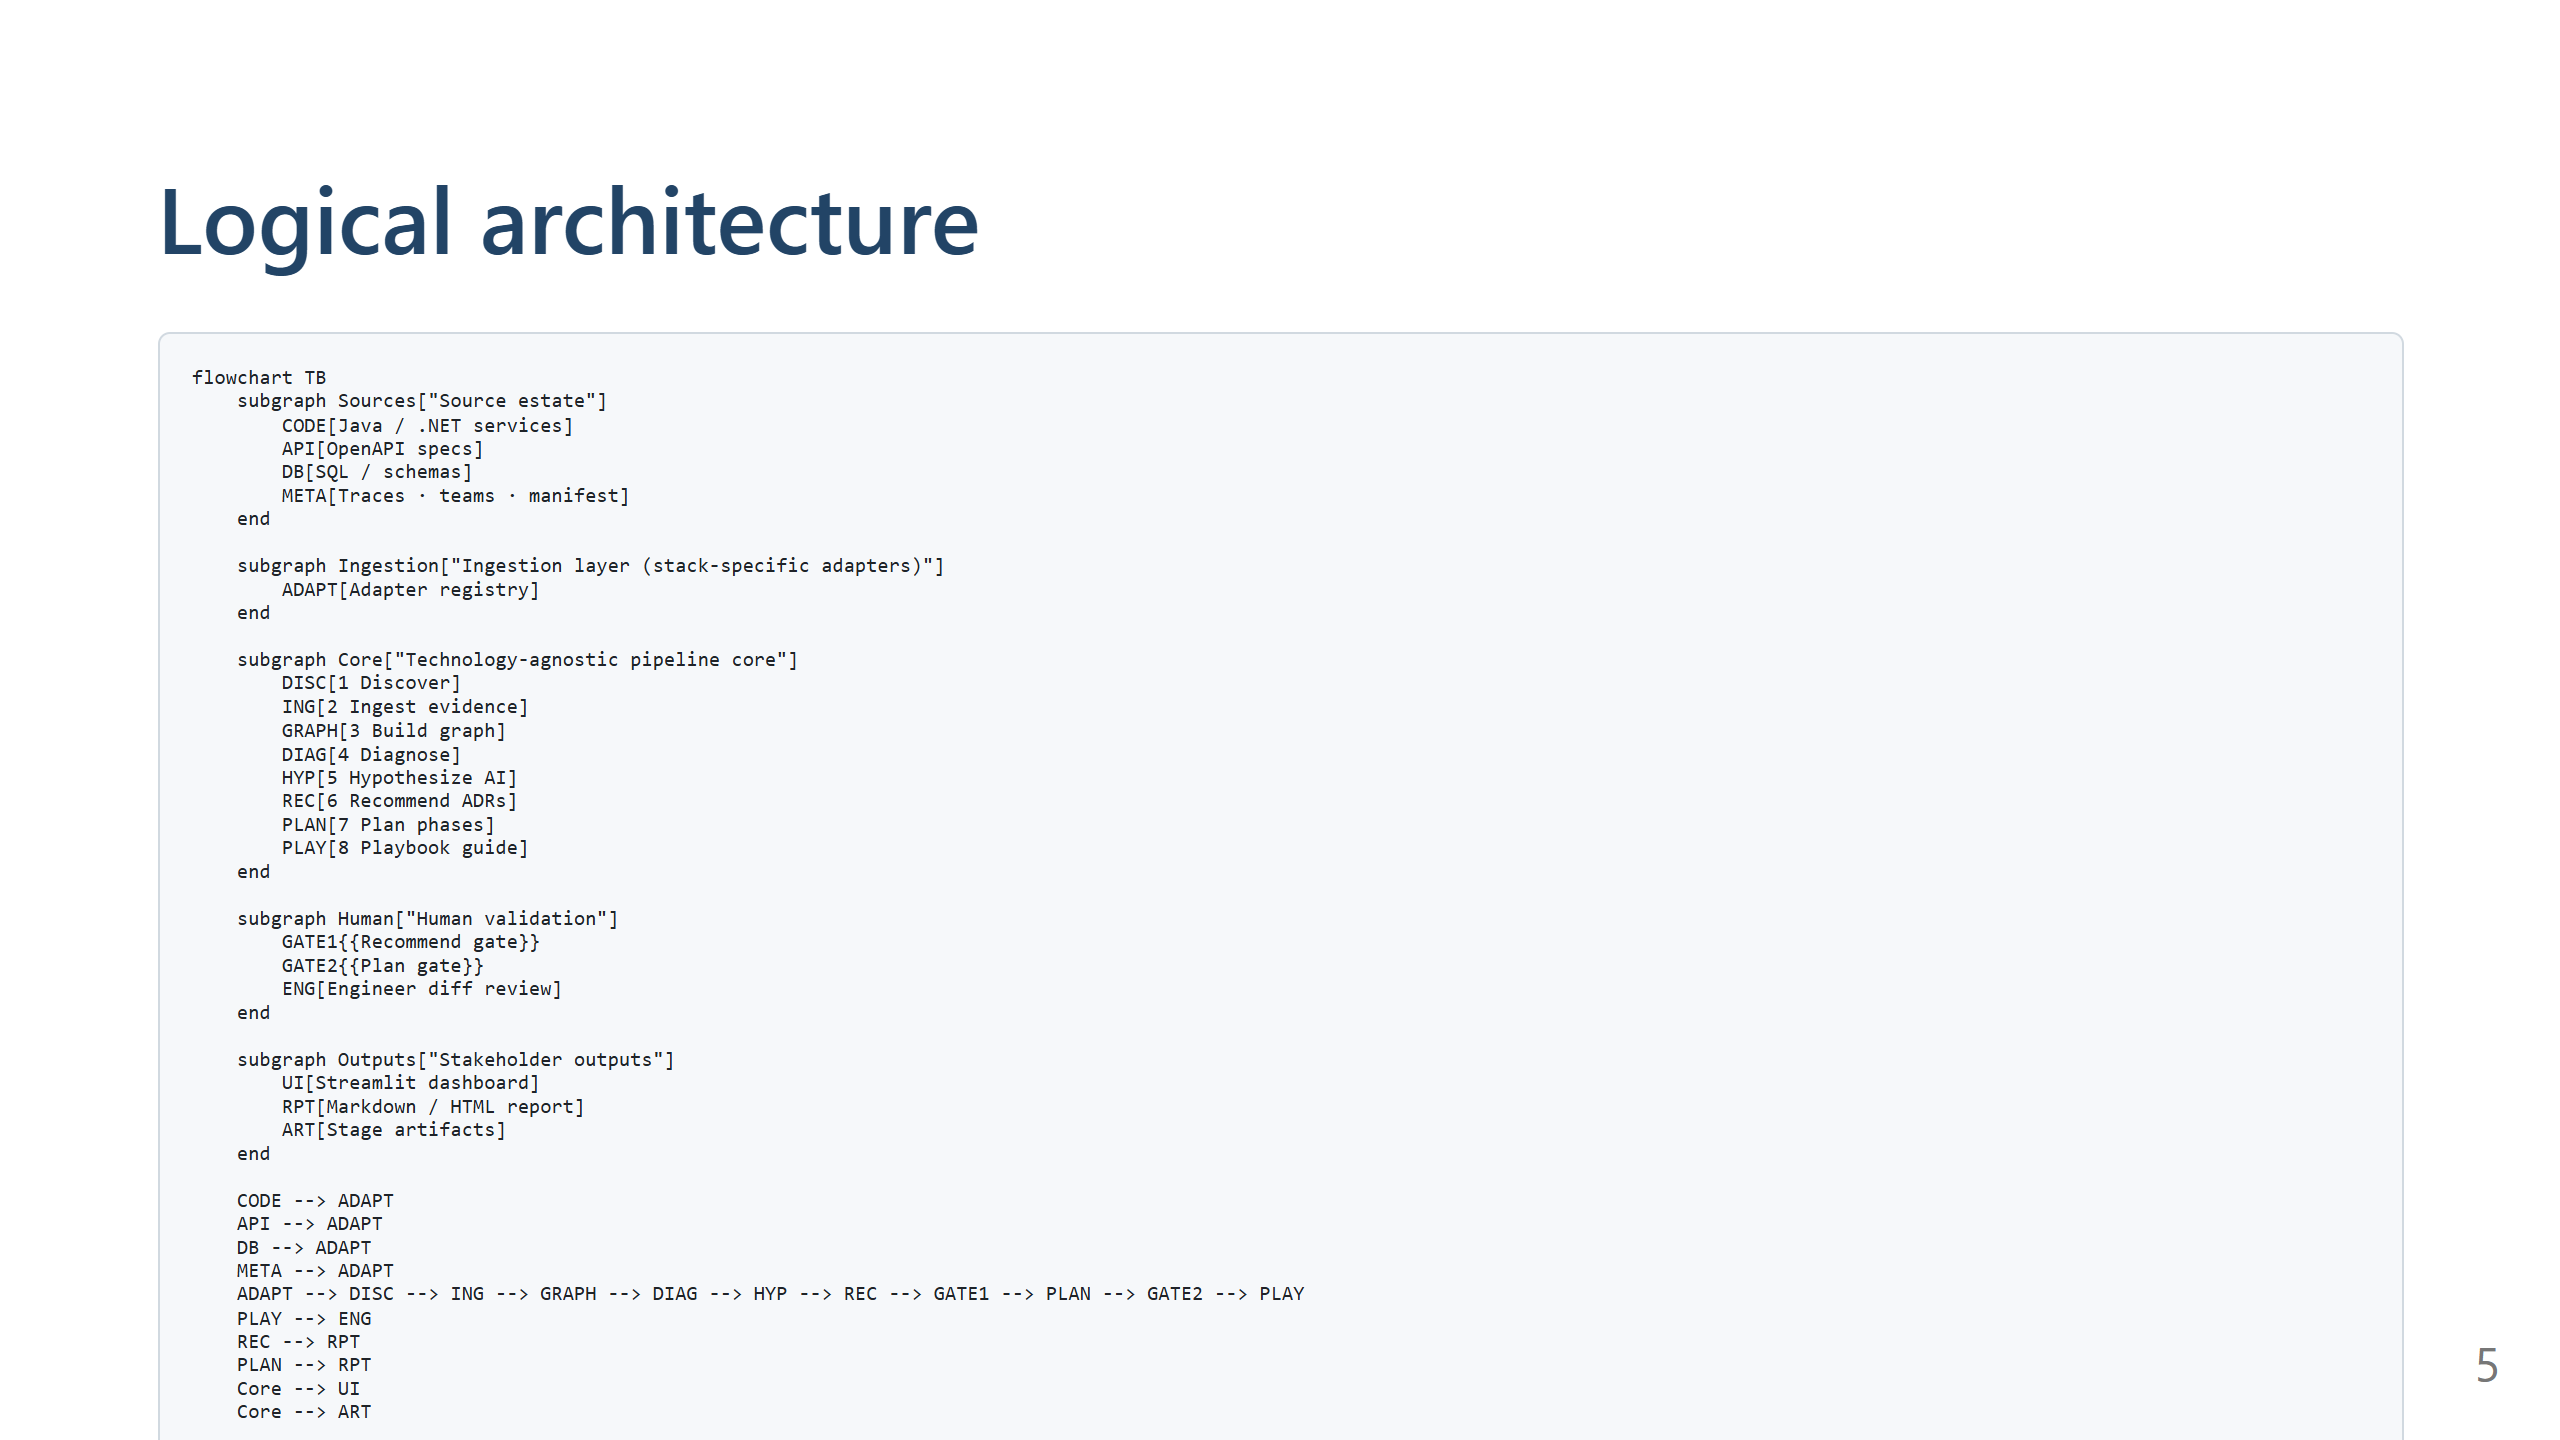 Logical architecture
flowchart TB
    subgraph Sources["Source estate"]
        CODE[Java / .NET services]
        API[OpenAPI specs]
        DB[SQL / schemas]
        META[Traces · teams · manifest]
    end

    subgraph Ingestion["Ingestion layer (stack-specific adapters)"]
        ADAPT[Adapter registry]
    end

    subgraph Core["Technology-agnostic pipeline core"]
        DISC[1 Discover]
        ING[2 Ingest evidence]
        GRAPH[3 Build graph]
        DIAG[4 Diagnose]
        HYP[5 Hypothesize AI]
        REC[6 Recommend ADRs]
        PLAN[7 Plan phases]
        PLAY[8 Playbook guide]
    end

    subgraph Human["Human validation"]
        GATE1{{Recommend gate}}
        GATE2{{Plan gate}}
        ENG[Engineer diff review]
    end

    subgraph Outputs["Stakeholder outputs"]
        UI[Streamlit dashboard]
        RPT[Markdown / HTML report]
        ART[Stage artifacts]
    end

    CODE --> ADAPT
    API --> ADAPT
    DB --> ADAPT
    META --> ADAPT
    ADAPT --> DISC --> ING --> GRAPH --> DIAG --> HYP --> REC --> GATE1 --> PLAN --> GATE2 --> PLAY
    PLAY --> ENG
    REC --> RPT
    PLAN --> RPT
    Core --> UI
    Core --> ART
5